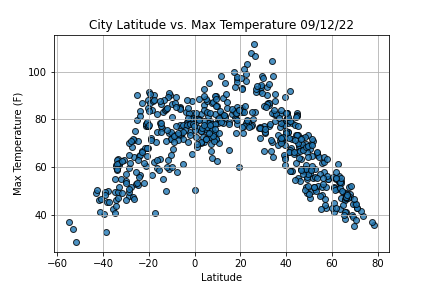 City Latitude vs. Max Temperature 09/12/22
Max Temperature (F)
100
80
60
40
−60 −40 −20 0 20 40 60 80
Latitude